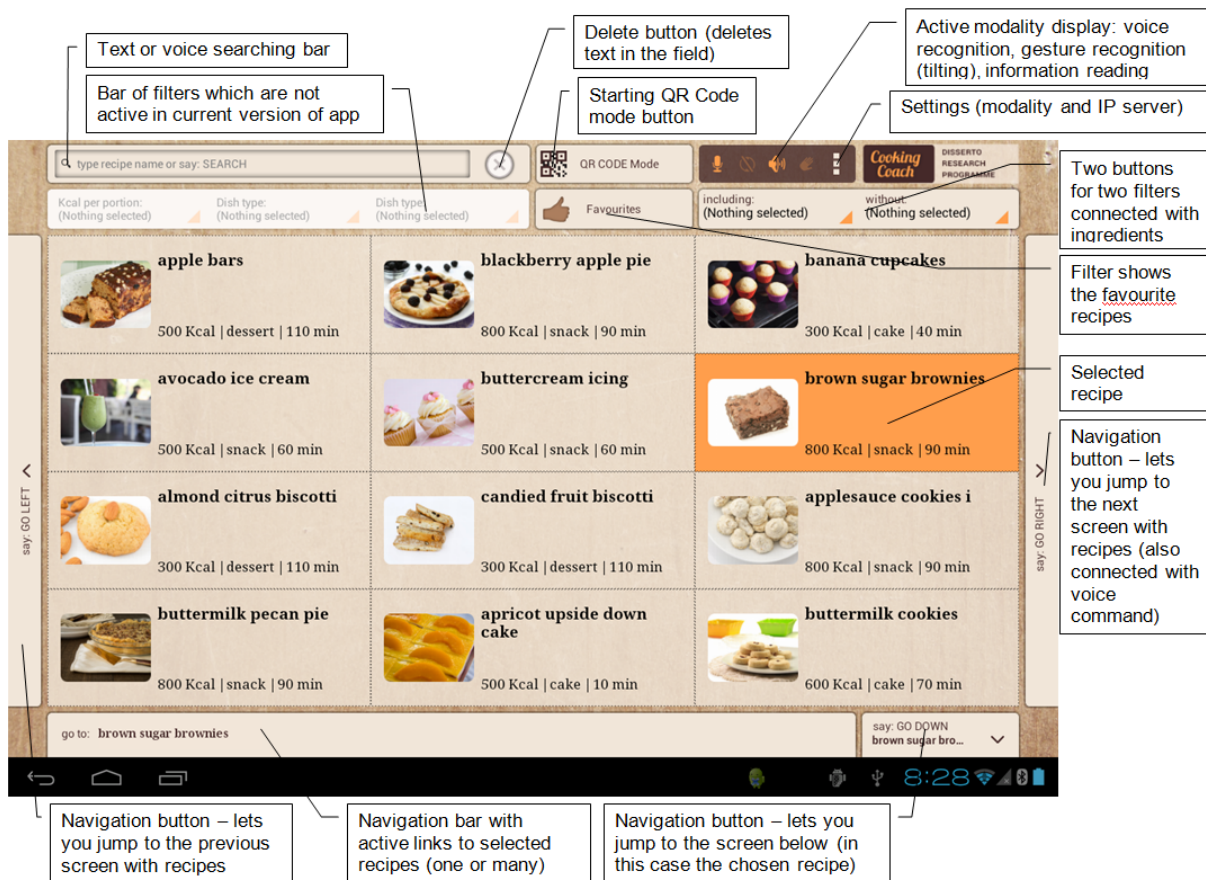 Text or voice searching bar
Delete button (deletes
text in the field)
Active modality display: voice
recognition, gesture recognition
(tilting), information reading
Bar of filters which are not
active in current version of app
Starting QR Code
mode button
Settings (modality and IP server)
type recipe name or say: SEARCH
QR CODE Mode
Cooking
Coach
DISSERTO
RESEARCH
PROGRAMME
Two buttons
for two filters
connected with
ingredients
Kcal per portion:
(Nothing selected)
Dish type:
(Nothing selected)
Dish type:
(Nothing selected)
Favourites
including:
(Nothing selected)
without:
(Nothing selected)
Filter shows
the favourite
recipes
apple bars
500 Kcal | dessert | 110 min
blackberry apple pie
800 Kcal | snack | 90 min
banana cupcakes
300 Kcal | cake | 40 min
avocado ice cream
500 Kcal | snack | 60 min
buttercream icing
500 Kcal | snack | 60 min
brown sugar brownies
800 Kcal | snack | 90 min
Selected
recipe
Navigation
button – lets
you jump to
the next
screen with
recipes (also
connected with
voice
command)
say: GO LEFT
say: GO RIGHT
almond citrus biscotti
300 Kcal | dessert | 110 min
candied fruit biscotti
300 Kcal | dessert | 110 min
applesauce cookies i
800 Kcal | snack | 90 min
buttermilk pecan pie
800 Kcal | snack | 90 min
apricot upside down
cake
500 Kcal | cake | 10 min
buttermilk cookies
600 Kcal | cake | 70 min
go to: brown sugar brownies
say: GO DOWN
brown sugar bro...
8:28
Navigation button – lets
you jump to the previous
screen with recipes
Navigation bar with
active links to selected
recipes (one or many)
Navigation button – lets you
jump to the screen below (in
this case the chosen recipe)